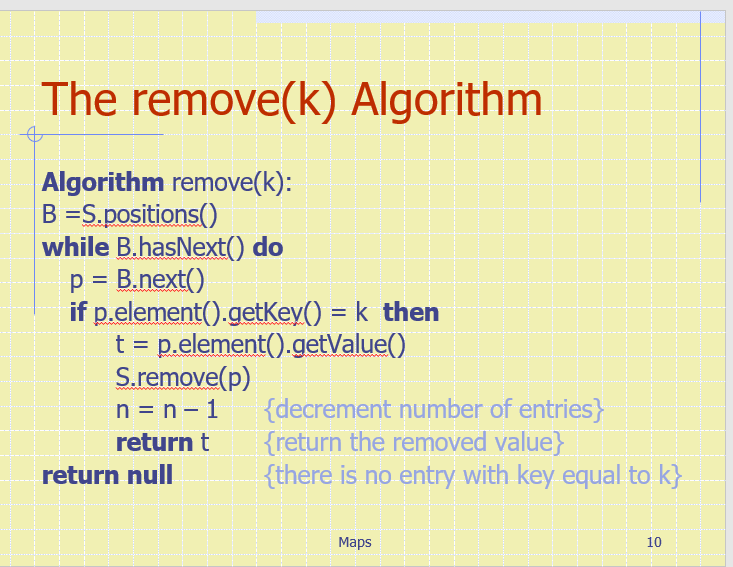 The remove(k) Algorithm
Algorithm remove(k):
B =S.positions()
while B.hasNext() do
p = B.next()
if p.element().getKey() = k then
t = p.element().getValue()
S.remove(p)
n = n – 1 {decrement number of entries}
return t {return the removed value}
return null {there is no entry with key equal to k}
Maps 10